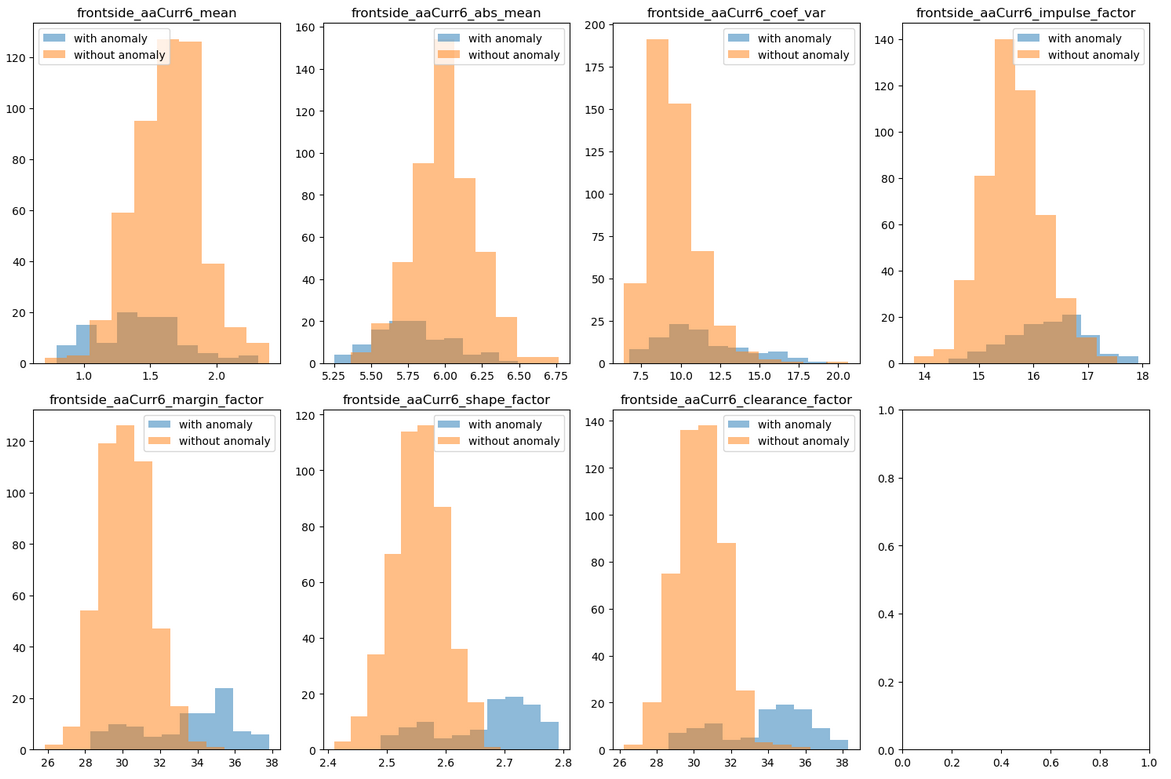 frontside_aaCurr6_mean
with anomaly
without anomaly
120
100
80
60
40
20
0
1.0 1.5 2.0
frontside_aaCurr6_abs_mean
with anomaly
without anomaly
160
140
120
100
80
60
40
20
0
5.25 5.50 5.75 6.00 6.25 6.50 6.75
frontside_aaCurr6_coef_var
with anomaly
without anomaly
200
175
150
125
100
75
50
25
0
7.5 10.0 12.5 15.0 17.5 20.0
frontside_aaCurr6_impulse_factor
with anomaly
without anomaly
140
120
100
80
60
40
20
0
14 15 16 17 18
frontside_aaCurr6_margin_factor
with anomaly
without anomaly
120
100
80
60
40
20
0
26 28 30 32 34 36 38
frontside_aaCurr6_shape_factor
with anomaly
without anomaly
120
100
80
60
40
20
0
2.4 2.5 2.6 2.7 2.8
frontside_aaCurr6_clearance_factor
with anomaly
without anomaly
140
120
100
80
60
40
20
0
26 28 30 32 34 36 38
1.0
0.8
0.6
0.4
0.2
0.0
0.0 0.2 0.4 0.6 0.8 1.0